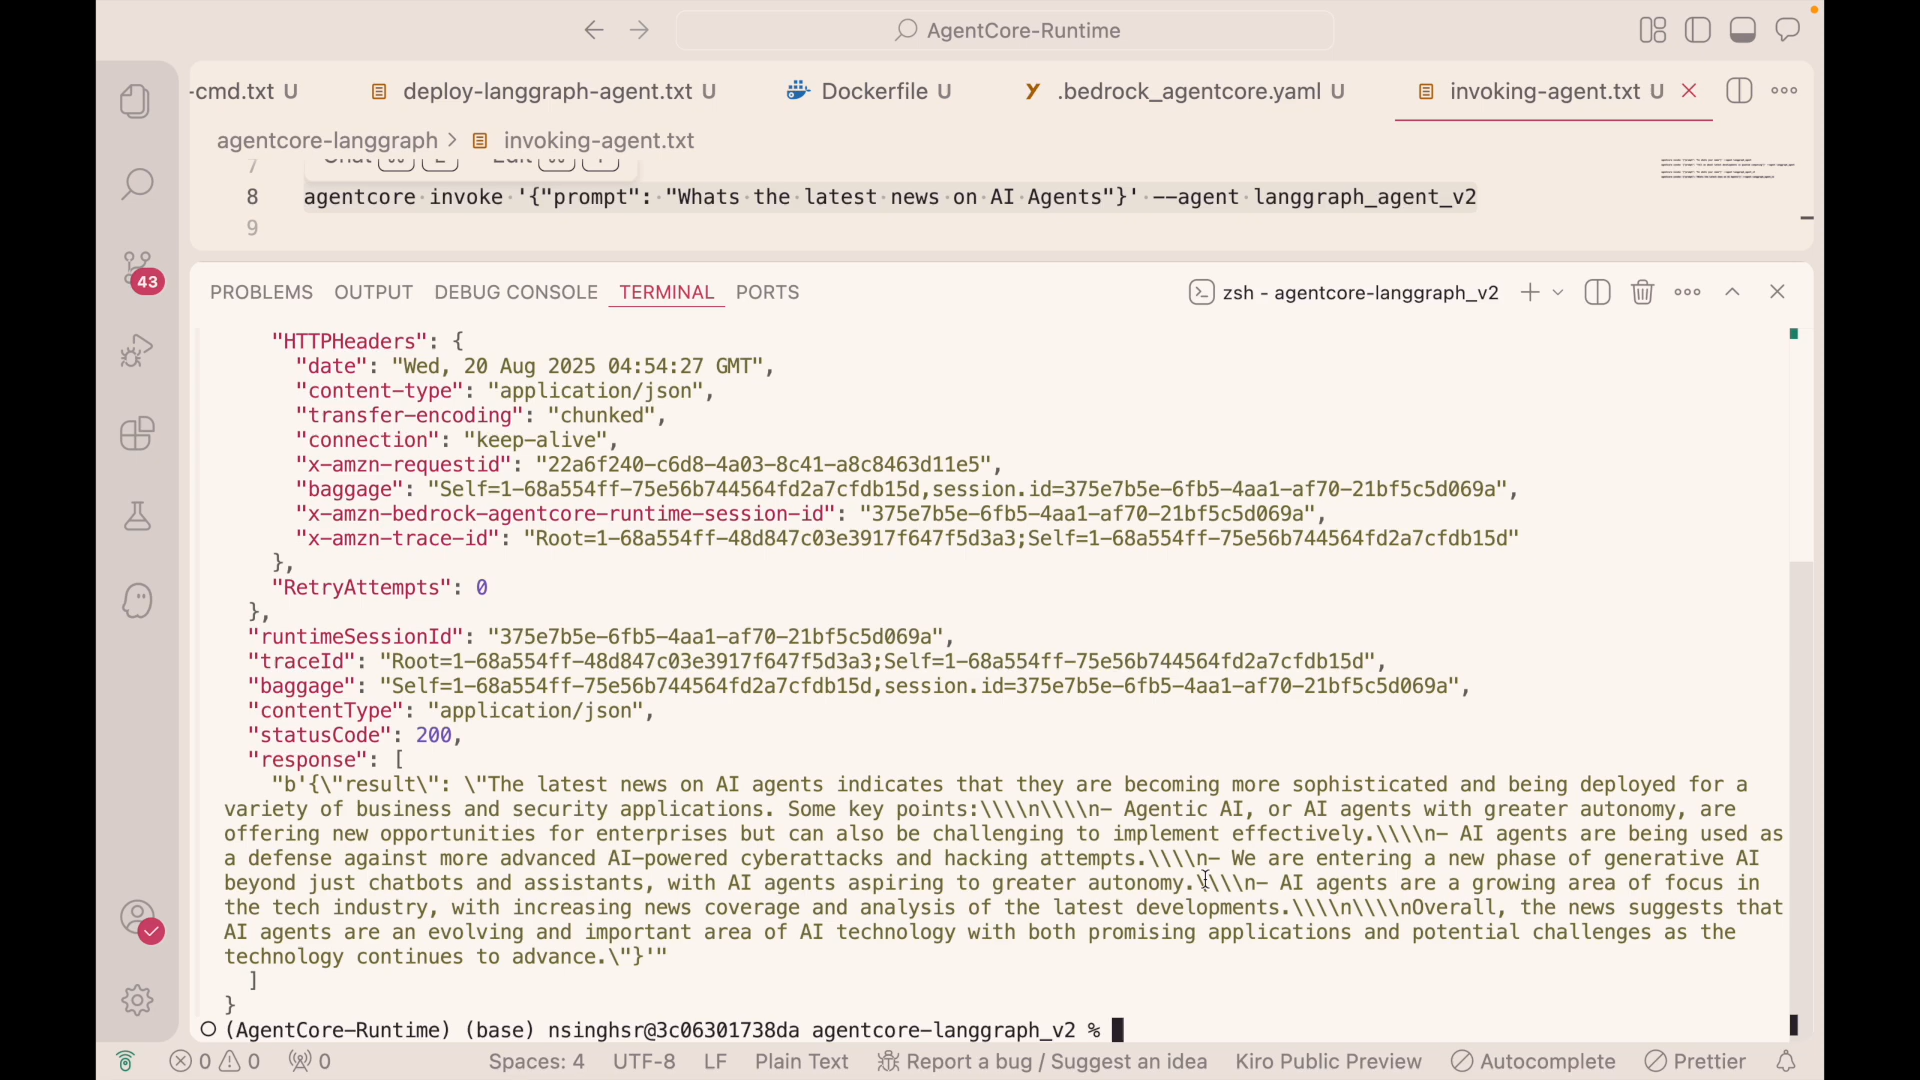 AgentCore-Runtime
-cmd.txt U
deploy-langgraph-agent.txt U
Dockerfile U
.bedrock_agentcore.yaml U
invoking-agent.txt U
agentcore-langgraph > invoking-agent.txt
7
8 agentcore invoke '{"prompt": "Whats the latest news on AI Agents"}' --agent langgraph_agent_v2
9
PROBLEMS OUTPUT DEBUG CONSOLE TERMINAL PORTS
zsh - agentcore-langgraph_v2
43
"HTTPHeaders": {
"date": "Wed, 20 Aug 2025 04:54:27 GMT",
"content-type": "application/json",
"transfer-encoding": "chunked",
"connection": "keep-alive",
"x-amzn-requestid": "22a6f240-c6d8-4a03-8c41-a8c8463d11e5",
"baggage": "Self=1-68a554ff-75e56b744564fd2a7cfdb15d,session.id=375e7b5e-6fb5-4aa1-af70-21bf5c5d069a",
"x-amzn-bedrock-agentcore-runtime-session-id": "375e7b5e-6fb5-4aa1-af70-21bf5c5d069a",
"x-amzn-trace-id": "Root=1-68a554ff-48d847c03e3917f647f5d3a3;Self=1-68a554ff-75e56b744564fd2a7cfdb15d"
},
"RetryAttempts": 0
},
"runtimeSessionId": "375e7b5e-6fb5-4aa1-af70-21bf5c5d069a",
"traceId": "Root=1-68a554ff-48d847c03e3917f647f5d3a3;Self=1-68a554ff-75e56b744564fd2a7cfdb15d",
"baggage": "Self=1-68a554ff-75e56b744564fd2a7cfdb15d,session.id=375e7b5e-6fb5-4aa1-af70-21bf5c5d069a",
"contentType": "application/json",
"statusCode": 200,
"response": [
"b'{\"result\": \"The latest news on AI agents indicates that they are becoming more sophisticated and being deployed for a
variety of business and security applications. Some key points:\\\\n\\\\n- Agentic AI, or AI agents with greater autonomy, are
offering new opportunities for enterprises but can also be challenging to implement effectively.\\\\n- AI agents are being used as
a defense against more advanced AI-powered cyberattacks and hacking attempts.\\\\n- We are entering a new phase of generative AI
beyond just chatbots and assistants, with AI agents aspiring to greater autonomy.\\\\n- AI agents are a growing area of focus in
the tech industry, with increasing news coverage and analysis of the latest developments.\\\\n\\\\nOverall, the news suggests that
AI agents are an evolving and important area of AI technology with both promising applications and potential challenges as the
technology continues to advance.\"}'"
]
}
(AgentCore-Runtime) (base) nsinghsr@3c06301738da agentcore-langgraph_v2 %
0 0 0 Spaces: 4 UTF-8 LF Plain Text Report a bug / Suggest an idea Kiro Public Preview Autocomplete Prettier